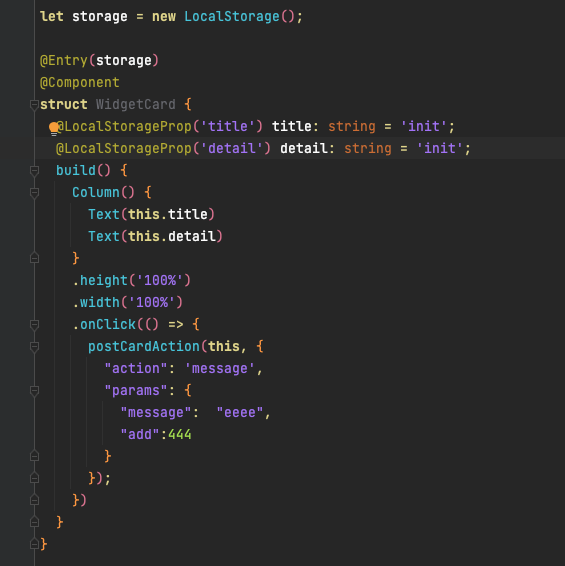 let storage = new LocalStorage();
@Entry(storage)
@Component
struct WidgetCard {
@LocalStorageProp('title') title: string = 'init';
@LocalStorageProp('detail') detail: string = 'init';
build() {
Column() {
Text(this.title)
Text(this.detail)
}
.height('100%')
.width('100%')
.onClick(() => {
postCardAction(this, {
"action": 'message',
"params": {
"message":  "eeee",
"add":444
}
});
})
}
}